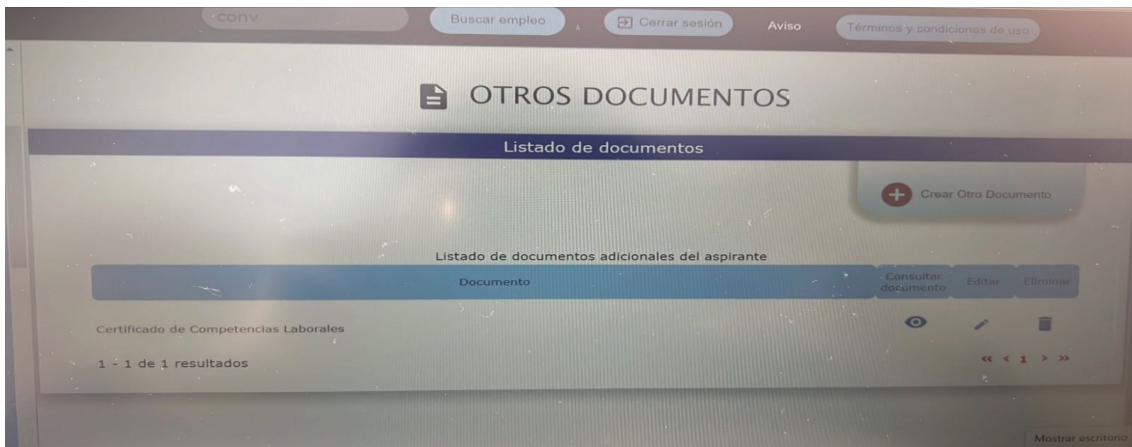 conv
Buscar empleo
Cerrar sesión
Aviso
Términos y condiciones de uso
OTROS DOCUMENTOS
Listado de documentos
Crear Otro Documento
Listado de documentos adicionales del aspirante
Documento
Consultar
documento
Editar
Eliminar
Certificado de Competencias Laborales
1 - 1 de 1 resultados
« < 1 > »
Mostrar escritorio